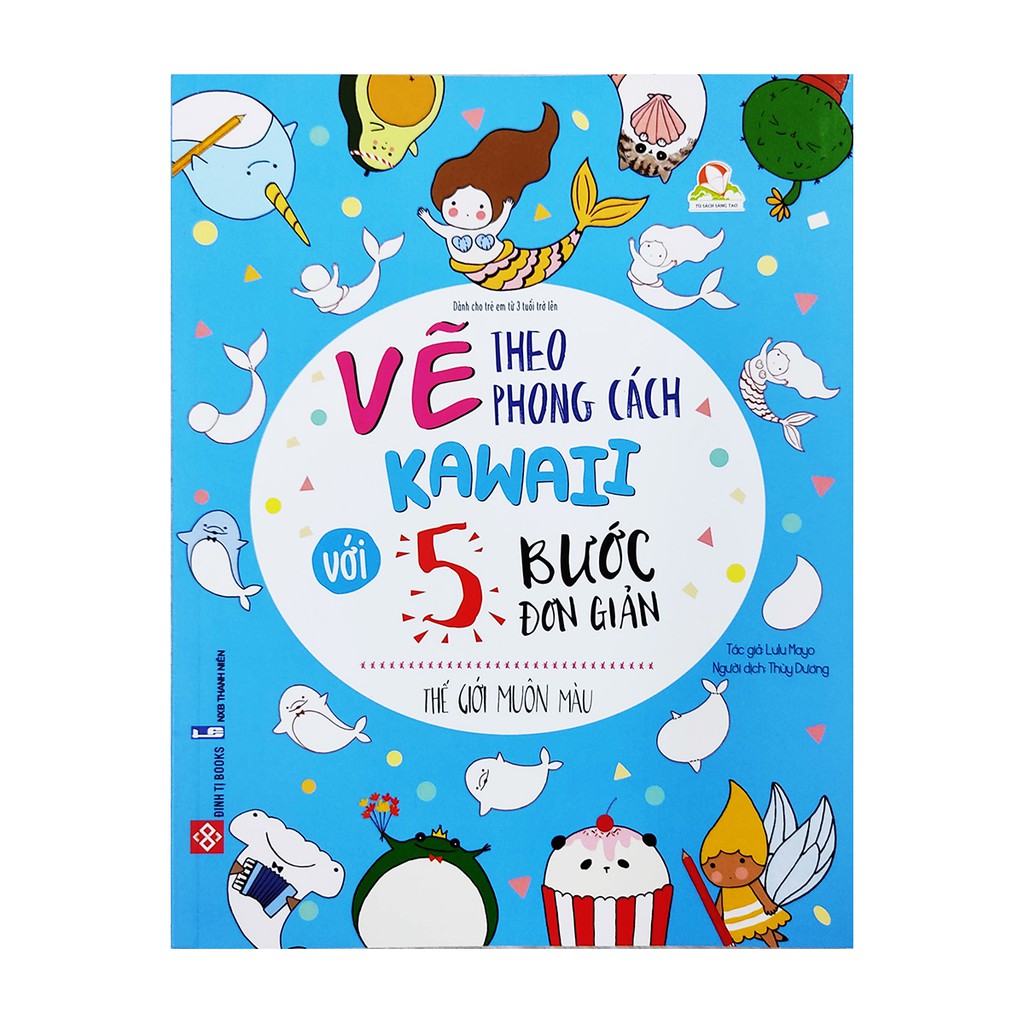 TỦ SÁCH SÁNG TẠO
Dành cho trẻ em từ 3 tuổi trở lên
VẼ THEO
PHONG CÁCH
KAWAII
VỚI 5 BƯỚC
ĐƠN GIẢN
THẾ GIỚI MUÔN MÀU
Tác giả: Lulu Mayo
Người dịch: Thùy Dương
NXB THANH NIÊN
ĐINH TỊ BOOKS